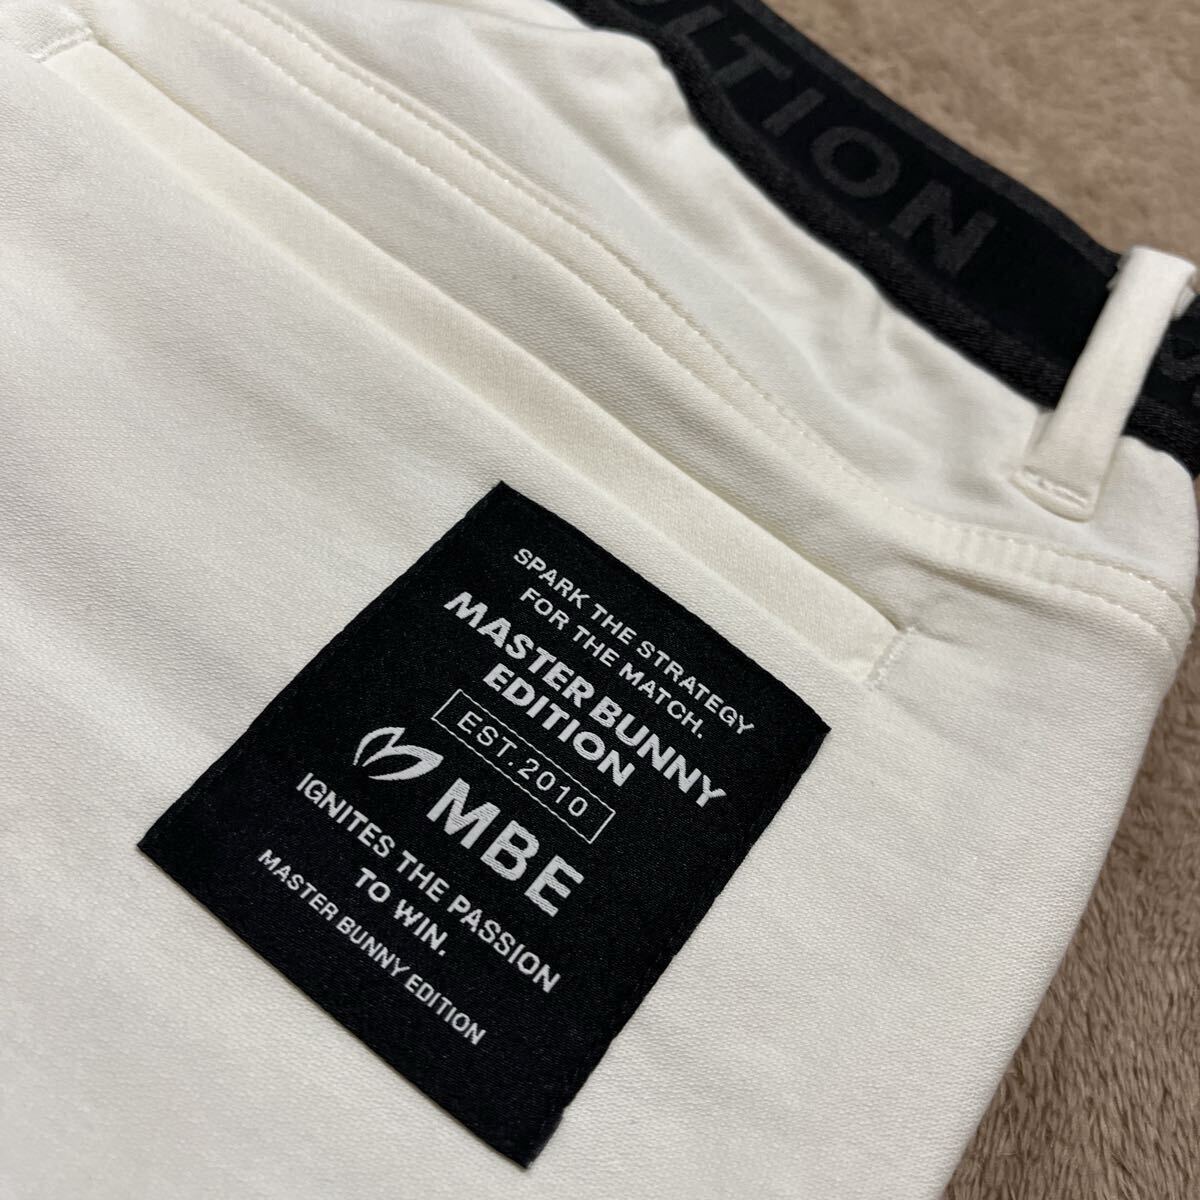 SPARK THE STRATEGY
FOR THE MATCH.
MASTER BUNNY
EDITION
EST.2010
MBE
IGNITES THE PASSION
TO WIN.
MASTER BUNNY EDITION